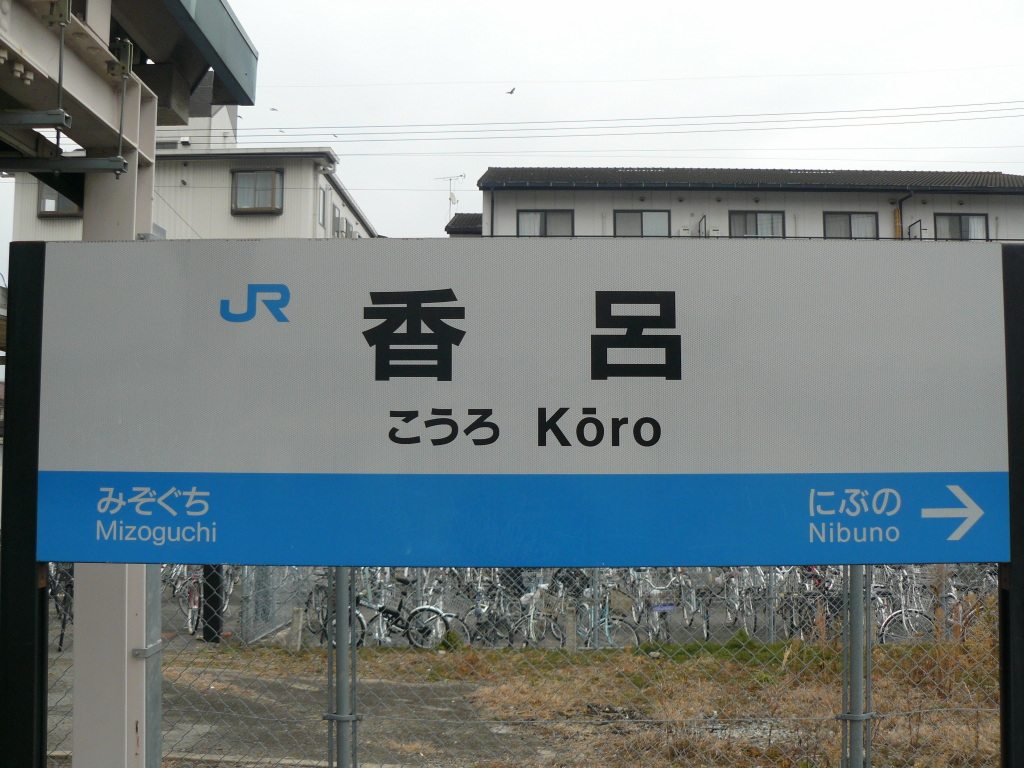 JR 香呂
こうろ Kōro
みぞぐち
Mizoguchi
にぶの
Nibuno